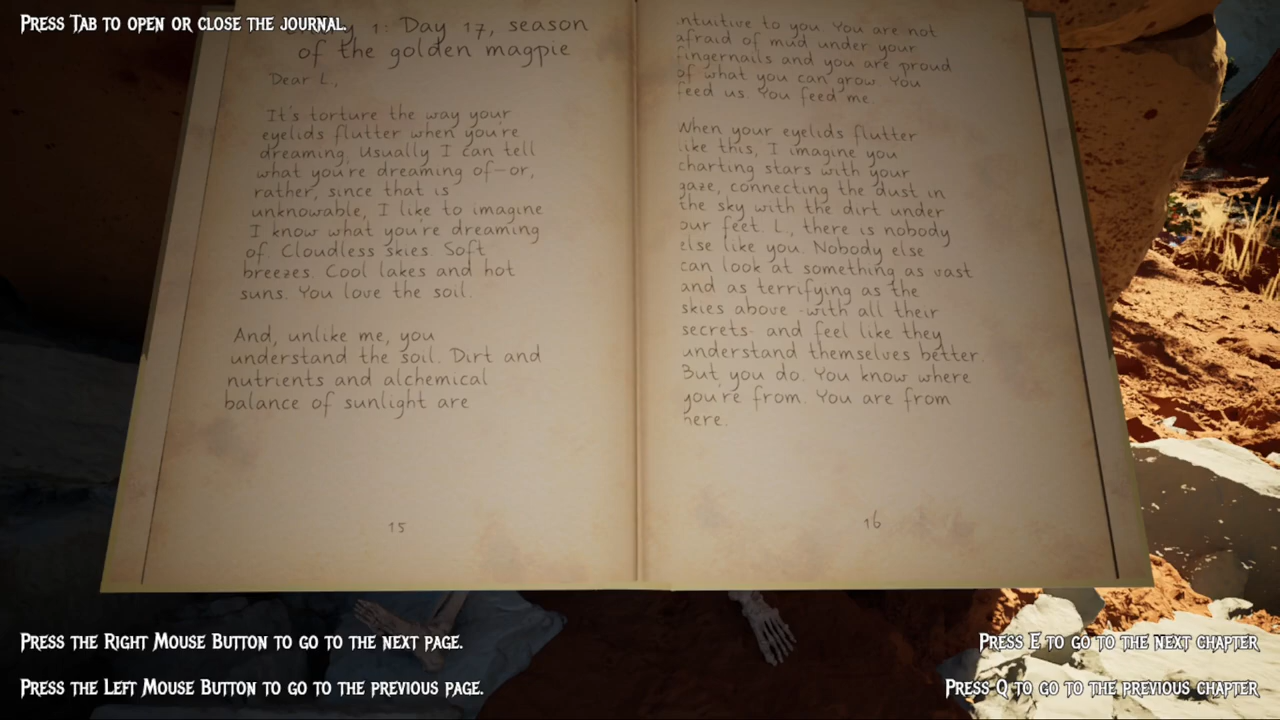 Press Tab to open or close the journal.
1: Day 17, season
of the golden magpie
Dear L,
It's torture the way your
eyelids flutter when you're
dreaming. Usually I can tell
what you're dreaming of—or,
rather, since that is
unknowable, I like to imagine
I know what you're dreaming
of. Cloudless skies. Soft
breezes. Cool lakes and hot
suns. You love the soil.
And, unlike me, you
understand the soil. Dirt and
nutrients and alchemical
balance of sunlight are
15
intuitive to you. You are not
afraid of mud under your
fingernails and you are proud
of what you can grow. You
feed us. You feed me.
When your eyelids flutter
like this, I imagine you
charting stars with your
gaze, connecting the dust in
the sky with the dirt under
our feet. L, there is nobody
else like you. Nobody else
can look at something as vast
and as terrifying as the
skies above -with all their
secrets- and feel like they
understand themselves better.
But, you do. You know where
you're from. You are from
here.
16
Press the Right Mouse Button to go to the next page.
Press the Left Mouse Button to go to the previous page.
Press E to go to the next chapter
Press Q to go to the previous chapter